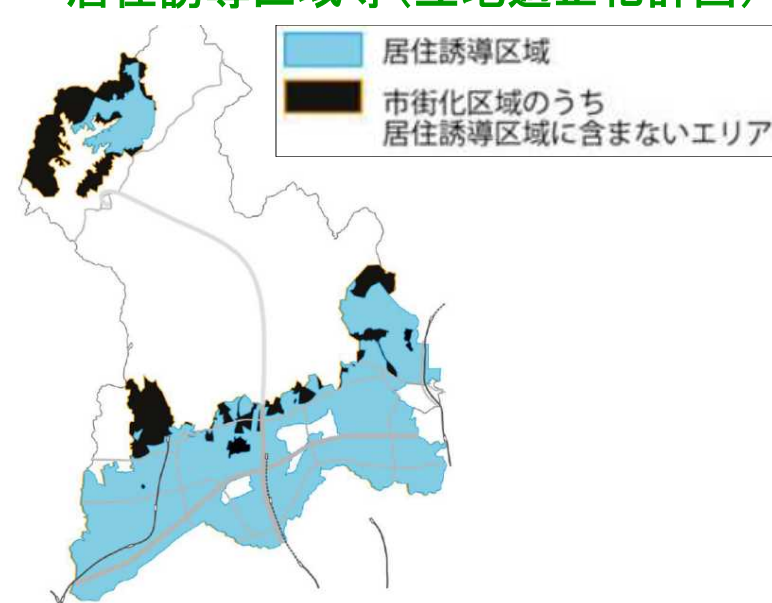 居住誘導区域等(立地適正化計画)
居住誘導区域
市街化区域のうち
居住誘導区域に含まないエリア